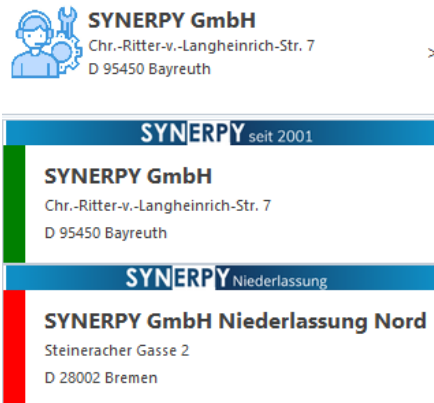 SYNERPY GmbH
Chr.-Ritter-v.-Langheinrich-Str. 7
D 95450 Bayreuth
>
SYNERPY seit 2001
SYNERPY GmbH
Chr.-Ritter-v.-Langheinrich-Str. 7
D 95450 Bayreuth
SYNERPY Niederlassung
SYNERPY GmbH Niederlassung Nord
Steineracher Gasse 2
D 28002 Bremen